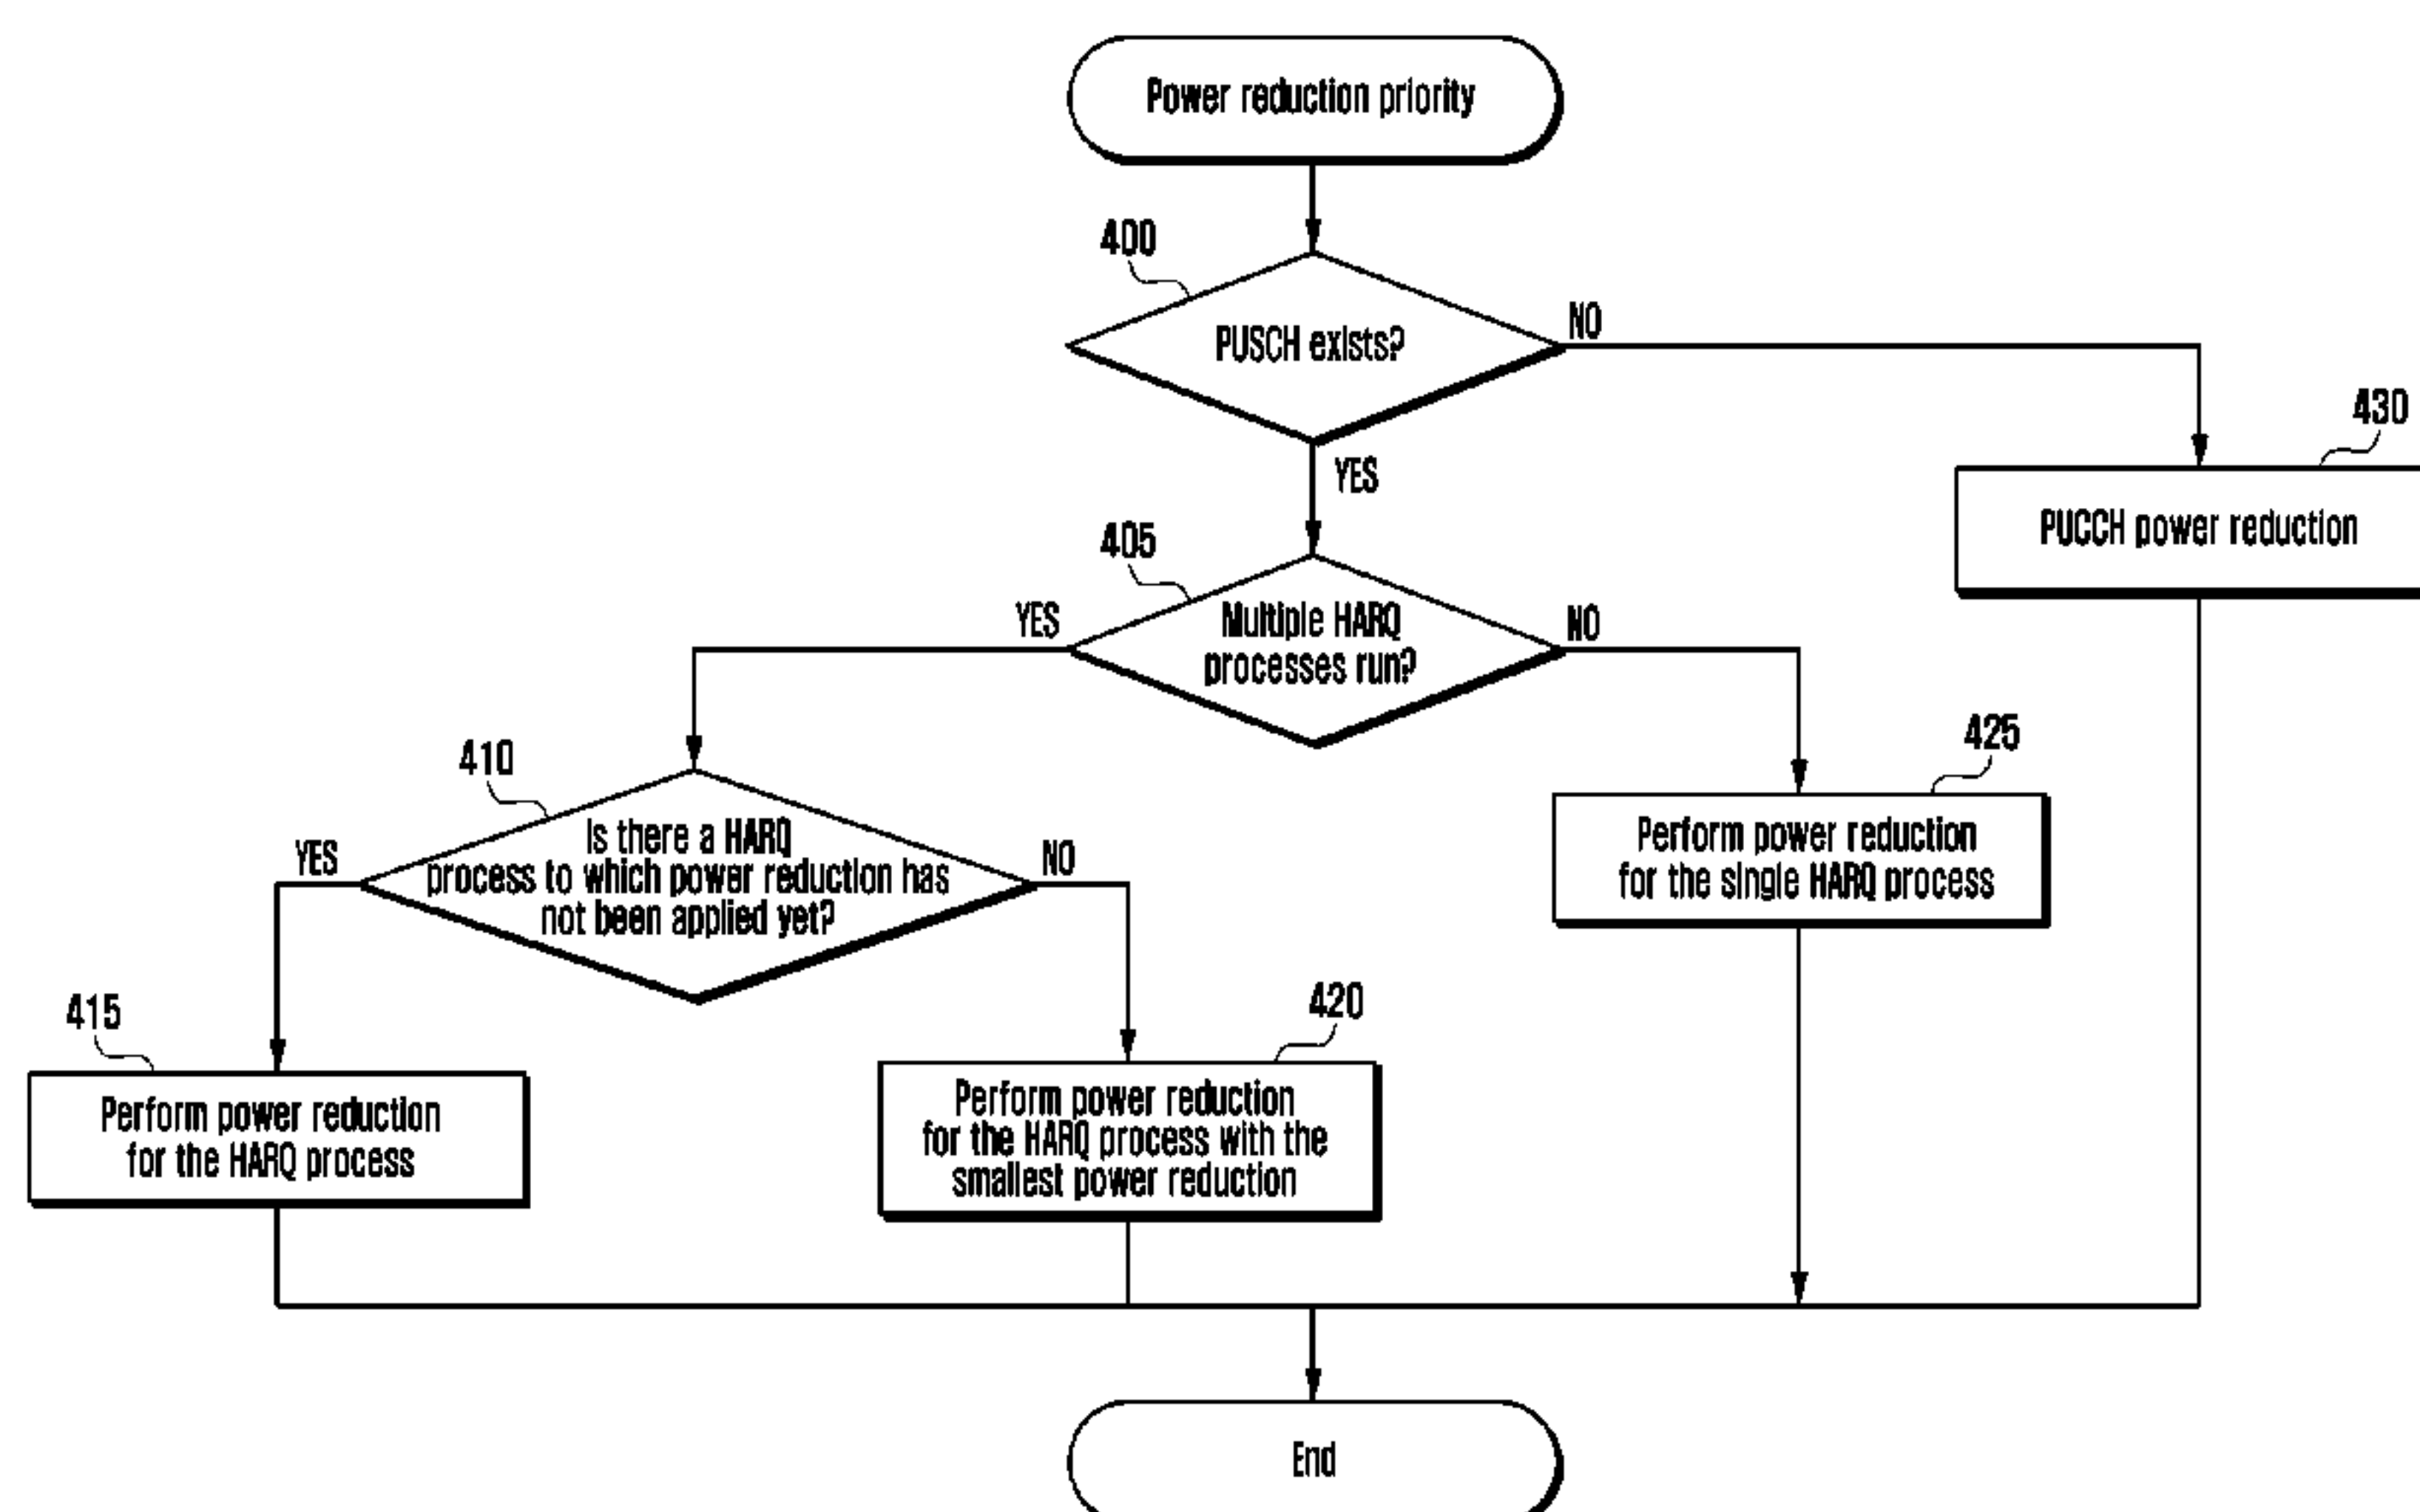 Power reduction priority
400
PUSCH exists?
NO
430
YES
PUCCH power reduction
405
YES
Multiple HARQ
processes run?
NO
425
410
Is there a HARQ
process to which power reduction has
not been applied yet?
YES
NO
Perform power reduction
for the single HARQ process
415
420
Perform power reduction
for the HARQ process
Perform power reduction
for the HARQ process with the
smallest power reduction
End